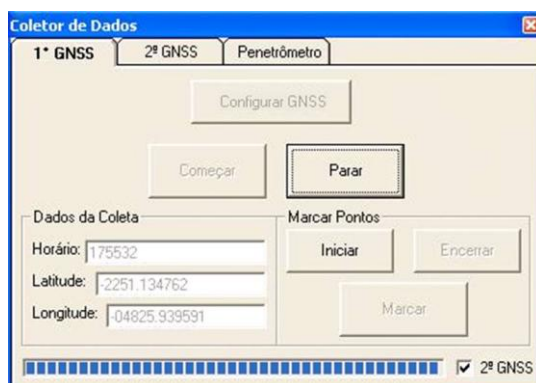 Coletor de Dados
1ª GNSS 2ª GNSS Penetrômetro
Configurar GNSS
Começar Parar
Dados da Coleta Marcar Pontos
Horário: 175532 Iniciar Encerrar
Latitude: -2251.134762
Longitude: -04825.939591 Marcar
2ª GNSS